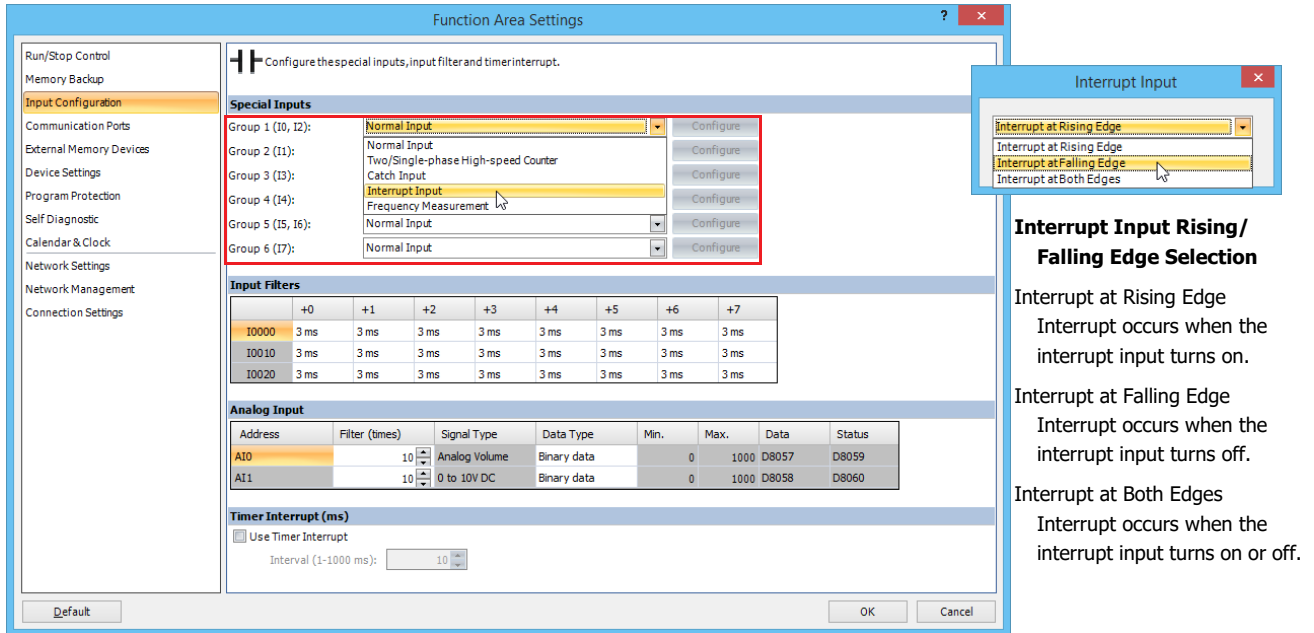 Function Area Settings
?
Run/Stop Control
Memory Backup
Input Configuration
Communication Ports
External Memory Devices
Device Settings
Program Protection
Self Diagnostic
Calendar & Clock
Network Settings
Network Management
Connection Settings
Configure the special inputs, input filter and timer interrupt.
Special Inputs
Group 1 (I0, I2): Normal Input Configure
Normal Input
Group 2 (I1): Configure
Two/Single-phase High-speed Counter
Group 3 (I3): Catch Input Configure
Interrupt Input
Group 4 (I4): Configure
Frequency Measurement
Group 5 (I5, I6): Normal Input Configure
Group 6 (I7): Normal Input Configure
Input Filters
+0 +1 +2 +3 +4 +5 +6 +7
I0000 3 ms 3 ms 3 ms 3 ms 3 ms 3 ms 3 ms 3 ms
I0010 3 ms 3 ms 3 ms 3 ms 3 ms 3 ms 3 ms 3 ms
I0020 3 ms 3 ms 3 ms 3 ms 3 ms 3 ms 3 ms 3 ms
Analog Input
Address Filter (times) Signal Type Data Type Min. Max. Data Status
AI0 10 Analog Volume Binary data 0 1000 D8057 D8059
AI1 10 0 to 10V DC Binary data 0 1000 D8058 D8060
Timer Interrupt (ms)
Use Timer Interrupt
Interval (1-1000 ms): 10
Default OK Cancel
Interrupt Input
Interrupt at Rising Edge
Interrupt at Rising Edge
Interrupt at Falling Edge
Interrupt at Both Edges
Interrupt Input Rising/
Falling Edge Selection
Interrupt at Rising Edge
Interrupt occurs when the
interrupt input turns on.
Interrupt at Falling Edge
Interrupt occurs when the
interrupt input turns off.
Interrupt at Both Edges
Interrupt occurs when the
interrupt input turns on or off.